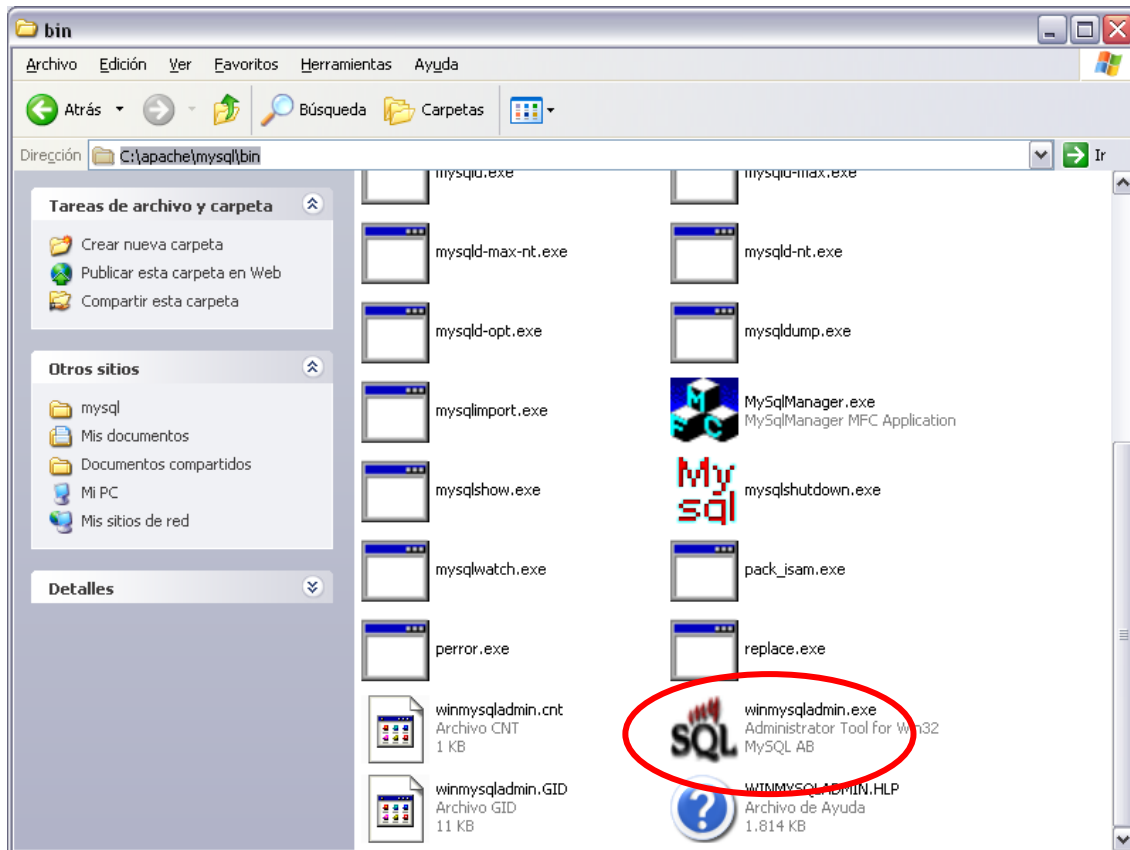 bin
Archivo Edición Ver Favoritos Herramientas Ayuda
Atrás Búsqueda Carpetas
Dirección C:\apache\mysql\bin Ir
Tareas de archivo y carpeta
Crear nueva carpeta
Publicar esta carpeta en Web
Compartir esta carpeta
Otros sitios
mysql
Mis documentos
Documentos compartidos
Mi PC
Mis sitios de red
Detalles
mysqld.exe mysqld-max.exe
mysqld-max-nt.exe mysqld-nt.exe
mysqld-opt.exe mysqldump.exe
mysqlimport.exe
MFC
MySqlManager.exe
MySqlManager MFC Application
mysqlshow.exe
My
sql
mysqlshutdown.exe
mysqlwatch.exe pack_isam.exe
perror.exe replace.exe
winmysqladmin.cnt
Archivo CNT
1 KB
my
SQL
winmysqladmin.exe
Administrator Tool for Win32
MySQL AB
winmysqladmin.GID
Archivo GID
11 KB
?
WINMYSQLADMIN.HLP
Archivo de Ayuda
1.814 KB